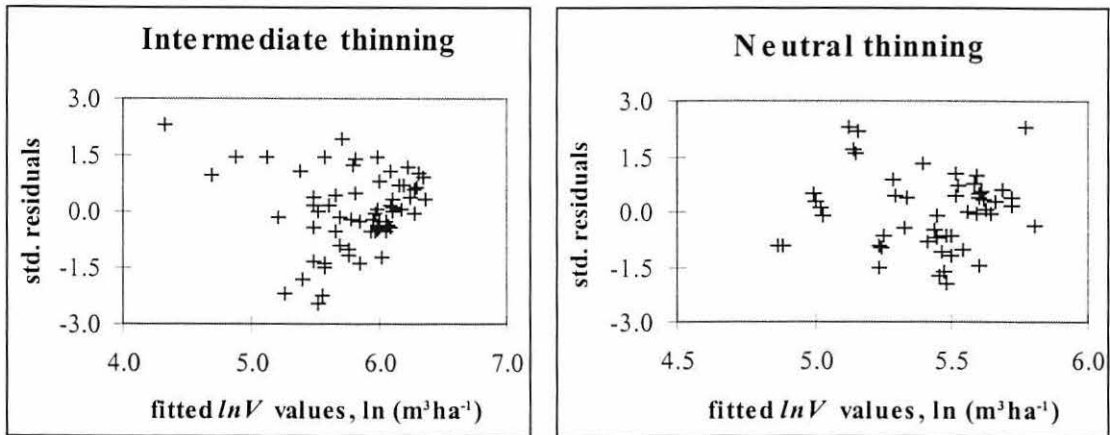 Intermediate thinning
3.0
1.5
0.0
-1.5
-3.0
std. residuals
4.0 5.0 6.0 7.0
fitted lnV values, ln (m³ha⁻¹)
Neutral thinning
3.0
1.5
0.0
-1.5
-3.0
std. residuals
4.5 5.0 5.5 6.0
fitted lnV values, ln (m³ha⁻¹)